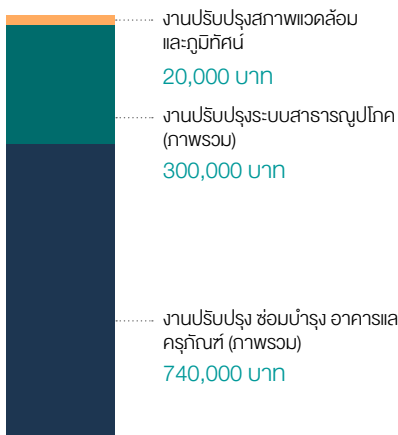 งานปรับปรุงสภาพแวดล้อม
และภูมิทัศน์
20,000 บาท
งานปรับปรุงระบบสาธารณูปโภค
(ภาพรวม)
300,000 บาท
งานปรับปรุง ซ่อมบำรุง อาคารแล
ครุภัณฑ์ (ภาพรวม)
740,000 บาท